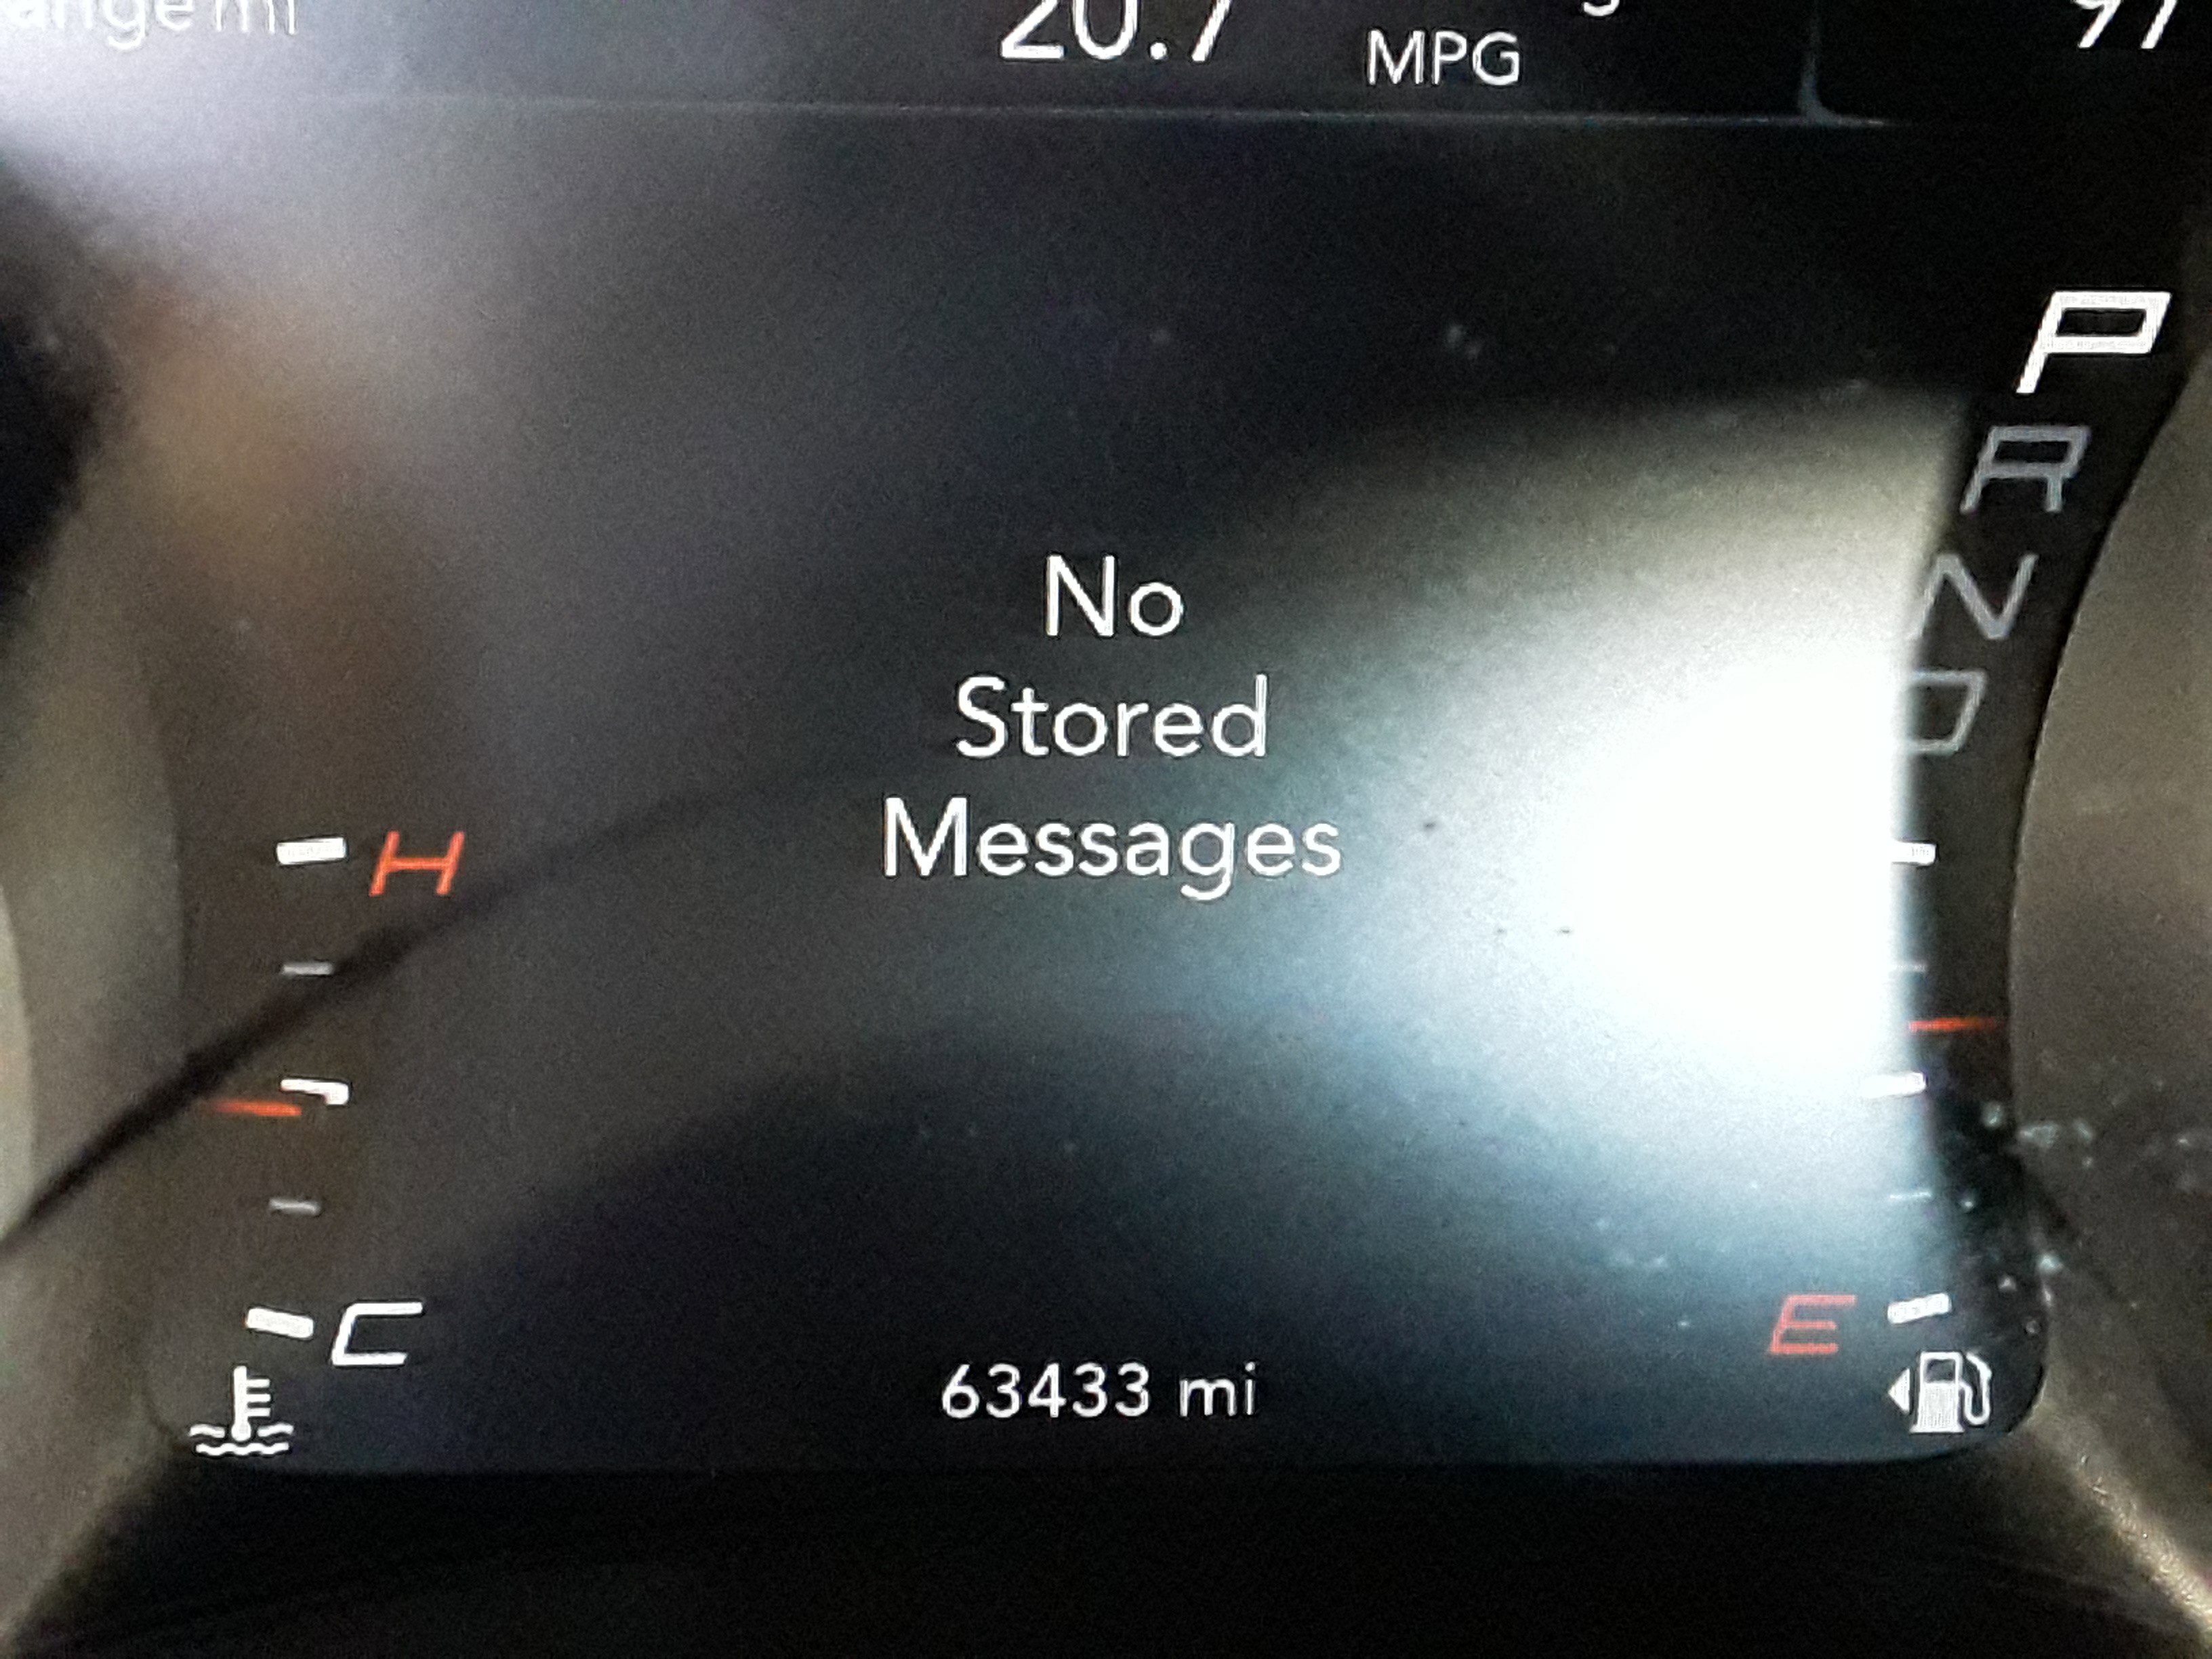 20.7
MPG
P
R
N
D
No
Stored
Messages
H
C
E
63433 mi